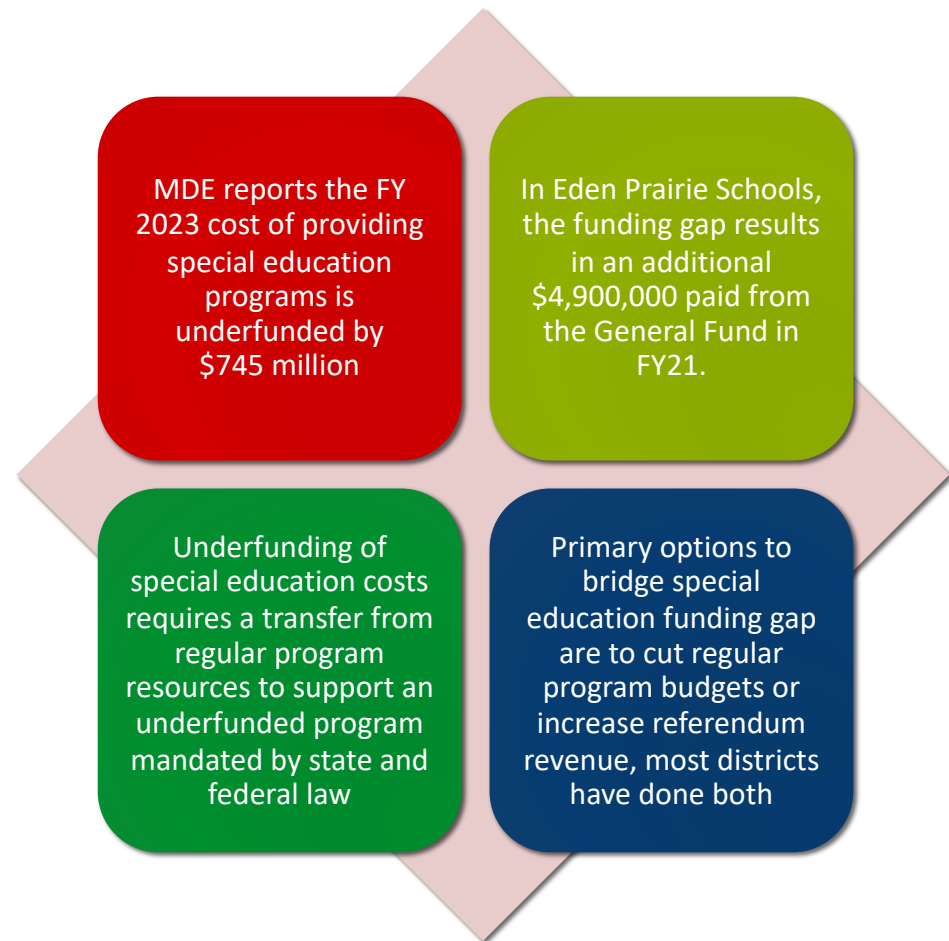 MDE reports the FY
2023 cost of providing
special education
programs is
underfunded by
$745 million
In Eden Prairie Schools,
the funding gap results
in an additional
$4,900,000 paid from
the General Fund in
FY21.
Underfunding of
special education costs
requires a transfer from
regular program
resources to support an
underfunded program
mandated by state and
federal law
Primary options to
bridge special
education funding gap
are to cut regular
program budgets or
increase referendum
revenue, most districts
have done both